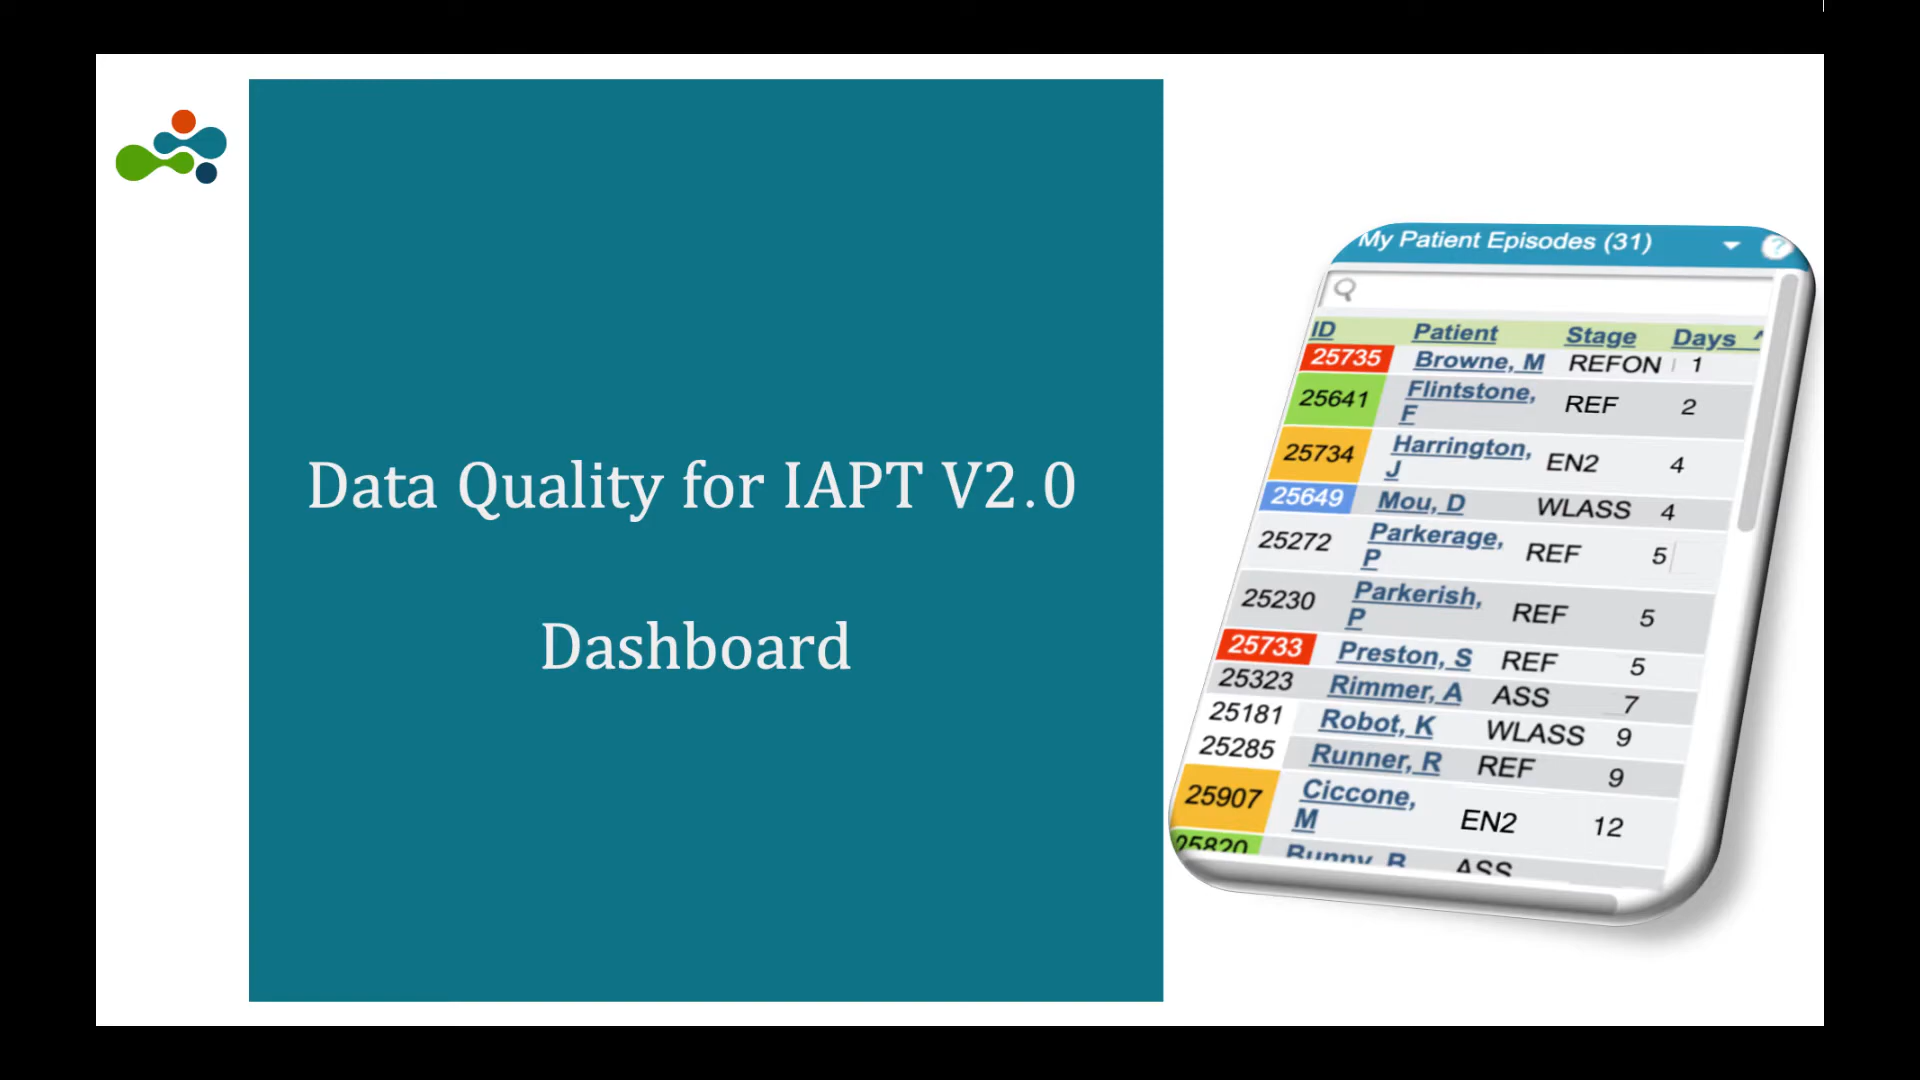 Data Quality for IAPT V2.0
Dashboard
My Patient Episodes (31)
ID Patient Stage Days ^
25735 Browne, M REFON 1
25641 Flintstone, F REF 2
25734 Harrington, J EN2 4
25649 Mou, D WLASS 4
25272 Parkerage, P REF 5
25230 Parkerish, P REF 5
25733 Preston, S REF 5
25323 Rimmer, A ASS 7
25181 Robot, K WLASS 9
25285 Runner, R REF 9
25907 Ciccone, M EN2 12
25820 Bunny, B ASS